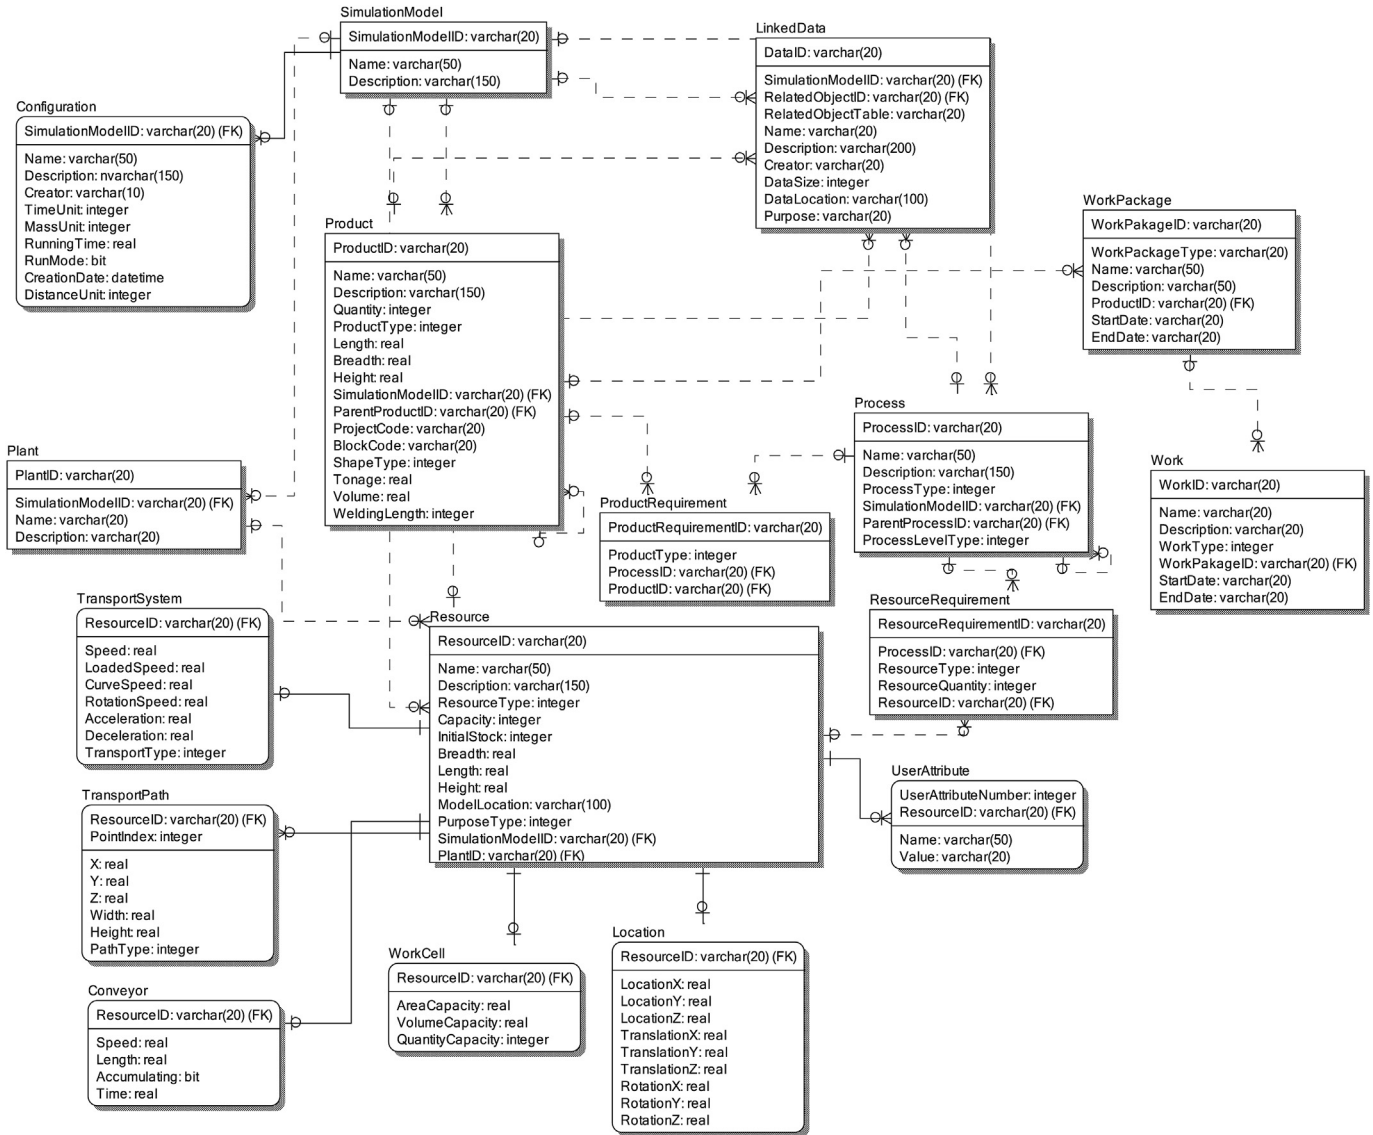 SimulationModel
SimulationModelID: varchar(20)
Name: varchar(50)
Description: varchar(150)
LinkedData
DataID: varchar(20)
SimulationModelID: varchar(20) (FK)
RelatedObjectID: varchar(20) (FK)
RelatedObjectTable: varchar(20)
Name: varchar(20)
Description: varchar(200)
Creator: varchar(20)
DataSize: integer
DataLocation: varchar(100)
Purpose: varchar(20)
Configuration
SimulationModelID: varchar(20) (FK)
Name: varchar(50)
Description: nvarchar(150)
Creator: varchar(10)
TimeUnit: integer
MassUnit: integer
RunningTime: real
RunMode: bit
CreationDate: datetime
DistanceUnit: integer
WorkPackage
WorkPakageID: varchar(20)
WorkPackageType: varchar(20)
Name: varchar(50)
Description: varchar(50)
ProductID: varchar(20) (FK)
StartDate: varchar(20)
EndDate: varchar(20)
Product
ProductID: varchar(20)
Name: varchar(50)
Description: varchar(150)
Quantity: integer
ProductType: integer
Length: real
Breadth: real
Height: real
SimulationModelID: varchar(20) (FK)
ParentProductID: varchar(20) (FK)
ProjectCode: varchar(20)
BlockCode: varchar(20)
ShapeType: integer
Tonage: real
Volume: real
WeldingLength: integer
Process
ProcessID: varchar(20)
Name: varchar(50)
Description: varchar(150)
ProcessType: integer
SimulationModelID: varchar(20) (FK)
ParentProcessID: varchar(20) (FK)
ProcessLevelType: integer
Plant
PlantID: varchar(20)
SimulationModelID: varchar(20) (FK)
Name: varchar(20)
Description: varchar(20)
Work
WorkID: varchar(20)
Name: varchar(20)
Description: varchar(20)
WorkType: integer
WorkPakageID: varchar(20) (FK)
StartDate: varchar(20)
EndDate: varchar(20)
ProductRequirement
ProductRequirementID: varchar(20)
ProductType: integer
ProcessID: varchar(20) (FK)
ProductID: varchar(20) (FK)
TransportSystem
ResourceID: varchar(20) (FK)
Speed: real
LoadedSpeed: real
CurveSpeed: real
RotationSpeed: real
Acceleration: real
Deceleration: real
TransportType: integer
ResourceRequirement
ResourceRequirementID: varchar(20)
ProcessID: varchar(20) (FK)
ResourceType: integer
ResourceQuantity: integer
ResourceID: varchar(20) (FK)
Resource
ResourceID: varchar(20)
Name: varchar(50)
Description: varchar(150)
ResourceType: integer
Capacity: integer
InitialStock: integer
Breadth: real
Length: real
Height: real
ModelLocation: varchar(100)
PurposeType: integer
SimulationModelID: varchar(20) (FK)
PlantID: varchar(20) (FK)
UserAttribute
UserAttributeNumber: integer
ResourceID: varchar(20) (FK)
Name: varchar(50)
Value: varchar(20)
TransportPath
ResourceID: varchar(20) (FK)
PointIndex: integer
X: real
Y: real
Z: real
Width: real
Height: real
PathType: integer
WorkCell
ResourceID: varchar(20) (FK)
AreaCapacity: real
VolumeCapacity: real
QuantityCapacity: integer
Location
ResourceID: varchar(20) (FK)
LocationX: real
LocationY: real
LocationZ: real
TranslationX: real
TranslationY: real
TranslationZ: real
RotationX: real
RotationY: real
RotationZ: real
Conveyor
ResourceID: varchar(20) (FK)
Speed: real
Length: real
Accumulating: bit
Time: real